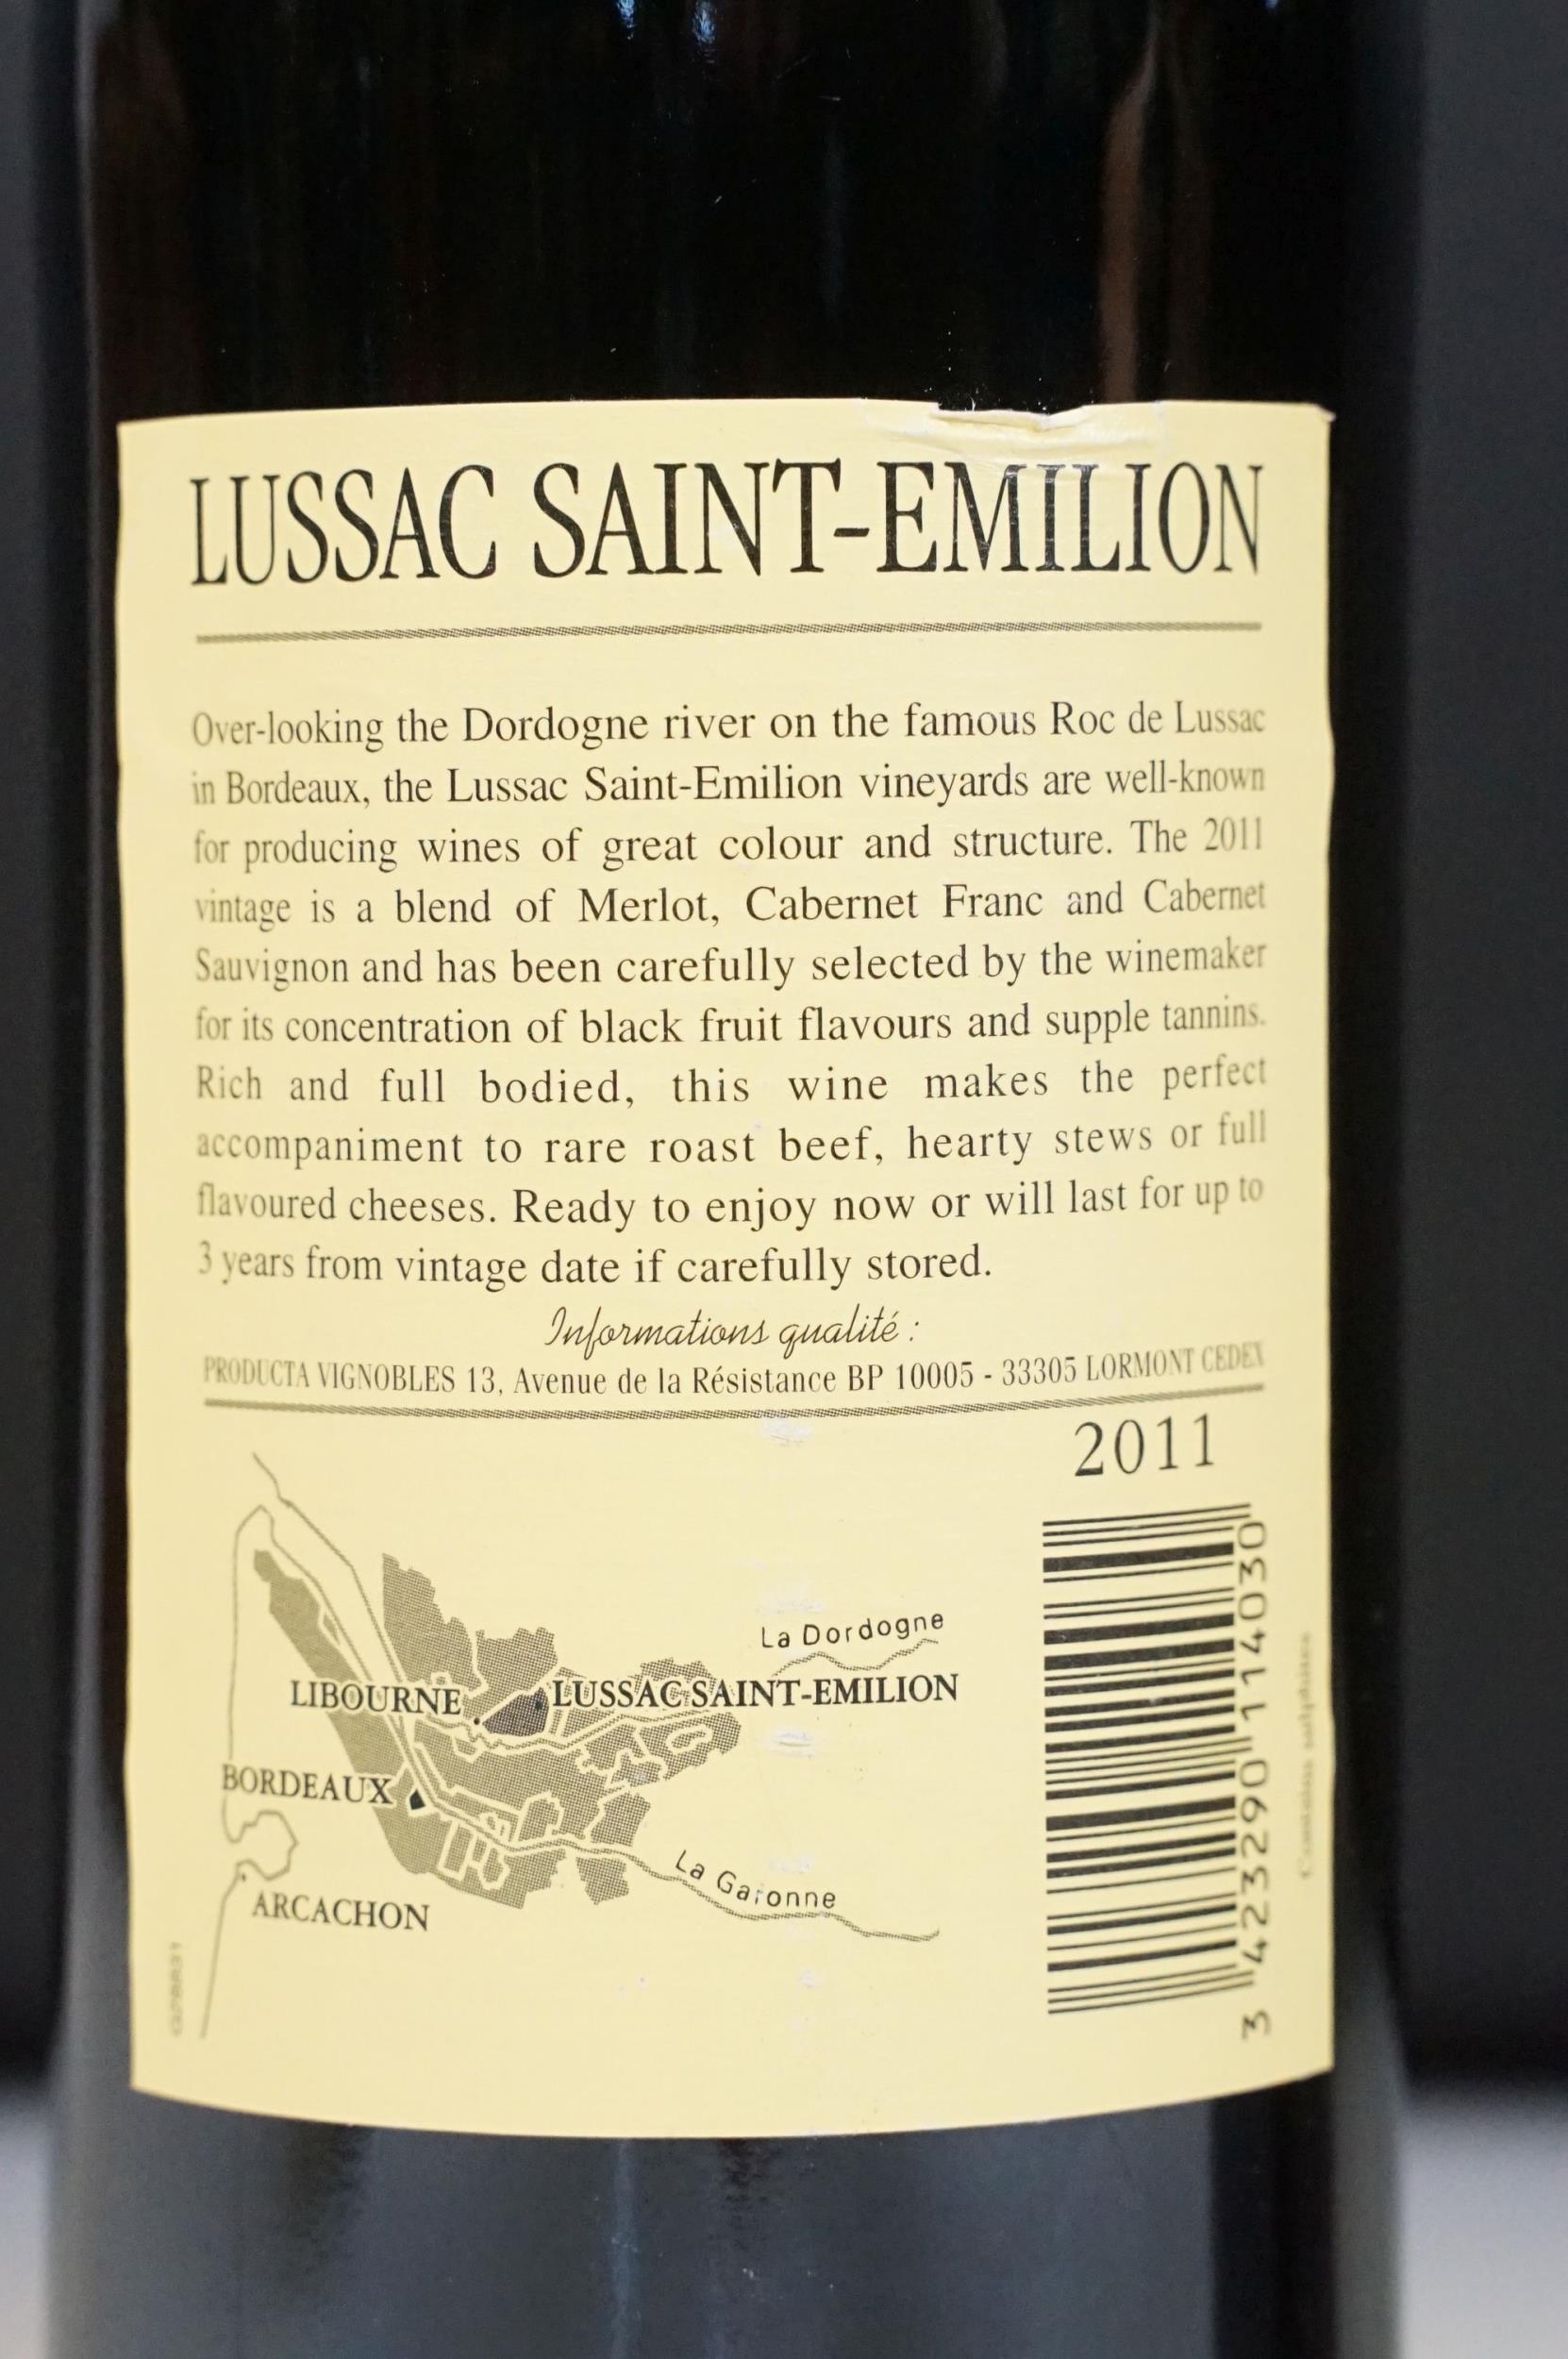 LUSSAC SAINT-EMILION
Over-looking the Dordogne river on the famous Roc de Lussac
in Bordeaux, the Lussac Saint-Emilion vineyards are well-known
for producing wines of great colour and structure. The 2011
vintage is a blend of Merlot, Cabernet Franc and Cabernet
Sauvignon and has been carefully selected by the winemaker
for its concentration of black fruit flavours and supple tannins.
Rich and full bodied, this wine makes the perfect
accompaniment to rare roast beef, hearty stews or full
flavoured cheeses. Ready to enjoy now or will last for up to
3 years from vintage date if carefully stored.
Informations qualité :
PRODUCTA VIGNOBLES 13, Avenue de la Résistance BP 10005 - 33305 LORMONT CEDEX
2011
La Dordogne
LIBOURNE
LUSSAC SAINT-EMILION
BORDEAUX
La Garonne
ARCACHON
3 423290 114030
Contains sulphites